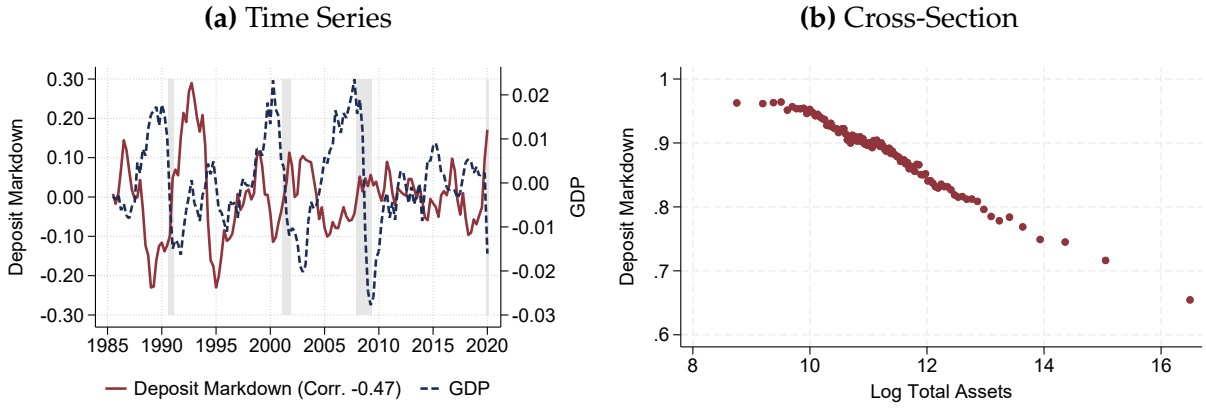 (a) Time Series
0.30
0.20
0.10
0.00
-0.10
-0.20
-0.30
Deposit Markdown
0.02
0.01
0.00
-0.01
-0.02
-0.03
GDP
1985 1990 1995 2000 2005 2010 2015 2020
Deposit Markdown (Corr. -0.47) GDP
(b) Cross-Section
1
.9
.8
.7
.6
Deposit Markdown
8 10 12 14 16
Log Total Assets